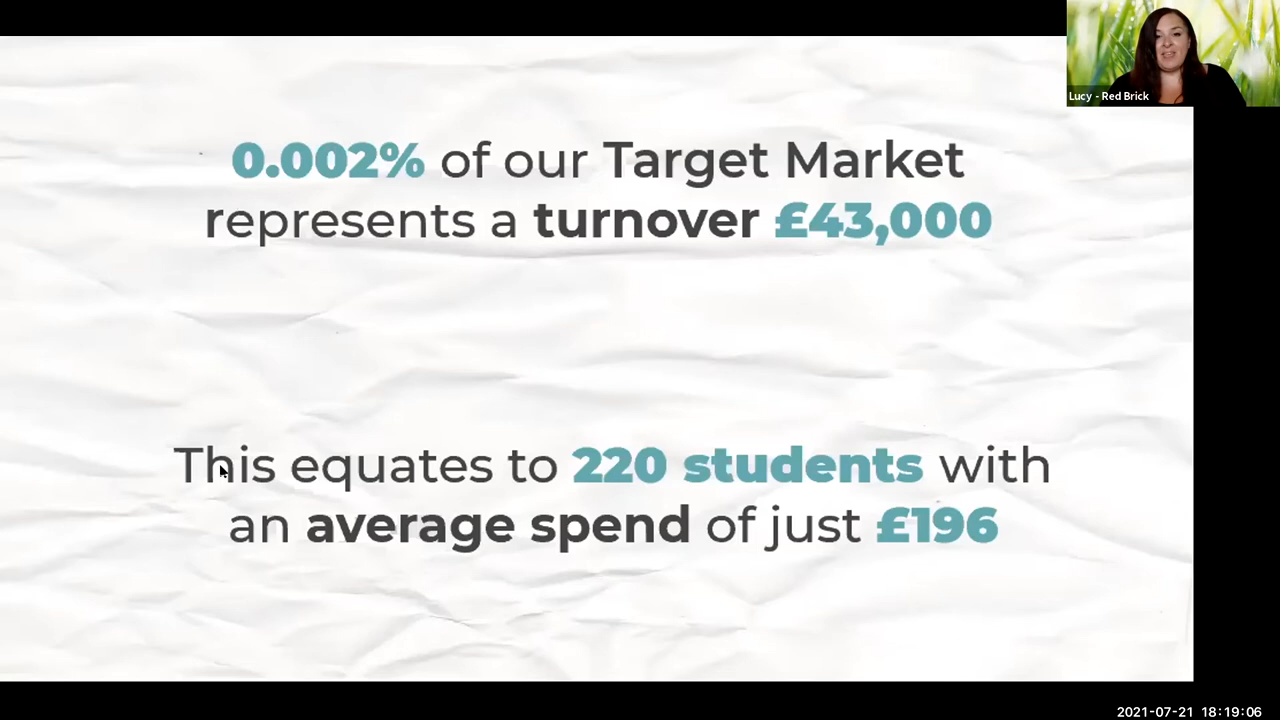 Lucy - Red Brick
0.002% of our Target Market
represents a turnover £43,000
This equates to 220 students with
an average spend of just £196
2021-07-21 18:19:06